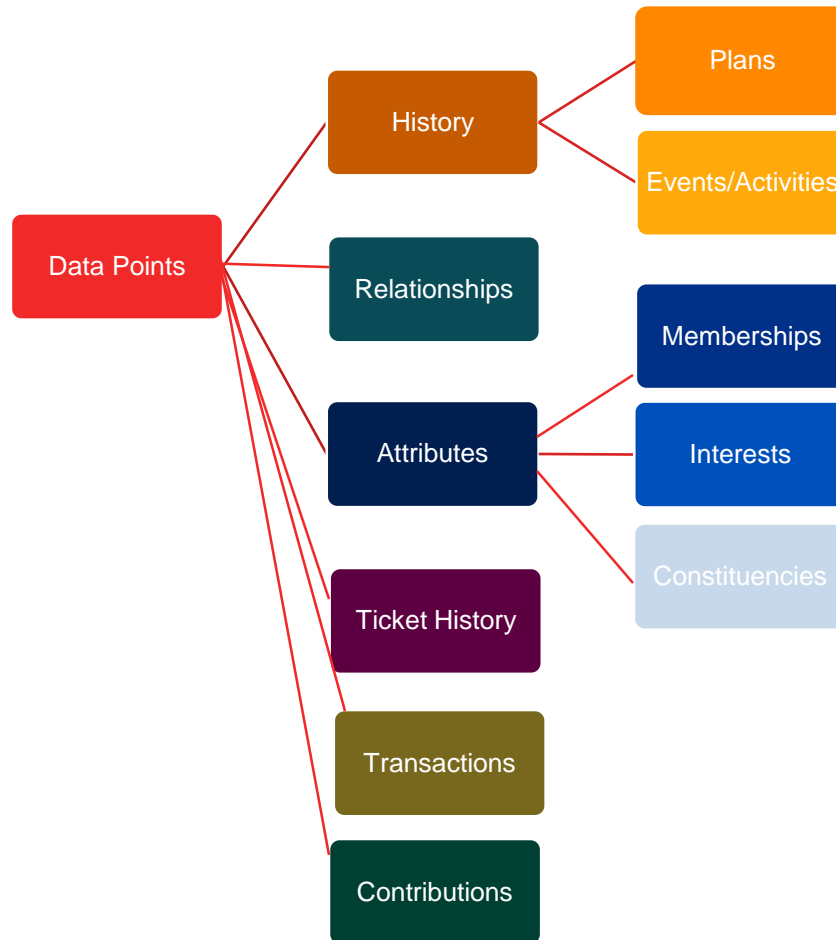 Plans
History
Events/Activities
Data Points
Relationships
Memberships
Attributes
Interests
Constituencies
Ticket History
Transactions
Contributions